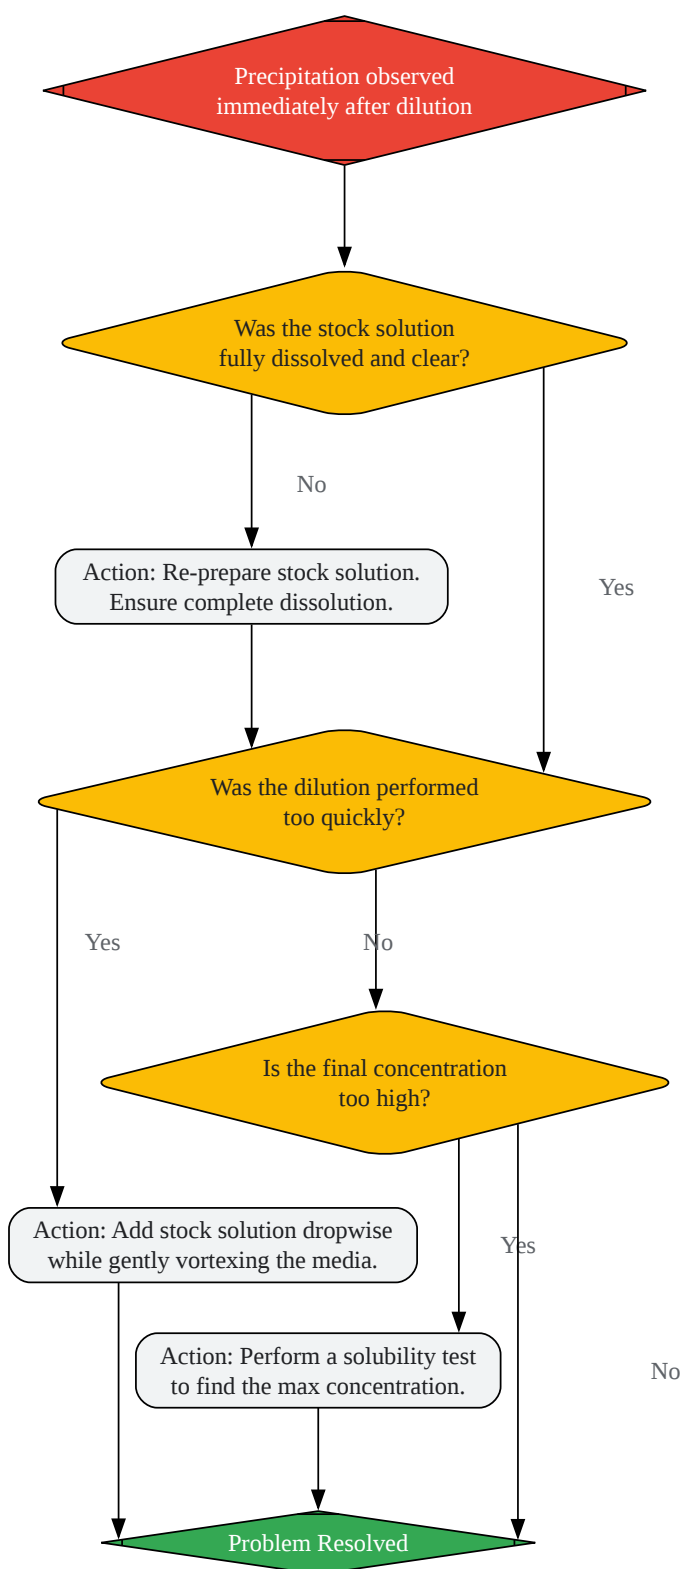 Precipitation observed
immediately after dilution
Was the stock solution
fully dissolved and clear?
No
Action: Re-prepare stock solution.
Ensure complete dissolution.
Yes
Was the dilution performed
too quickly?
Yes
No
Is the final concentration
too high?
Action: Add stock solution dropwise
while gently vortexing the media.
Yes
Action: Perform a solubility test
to find the max concentration.
No
Problem Resolved